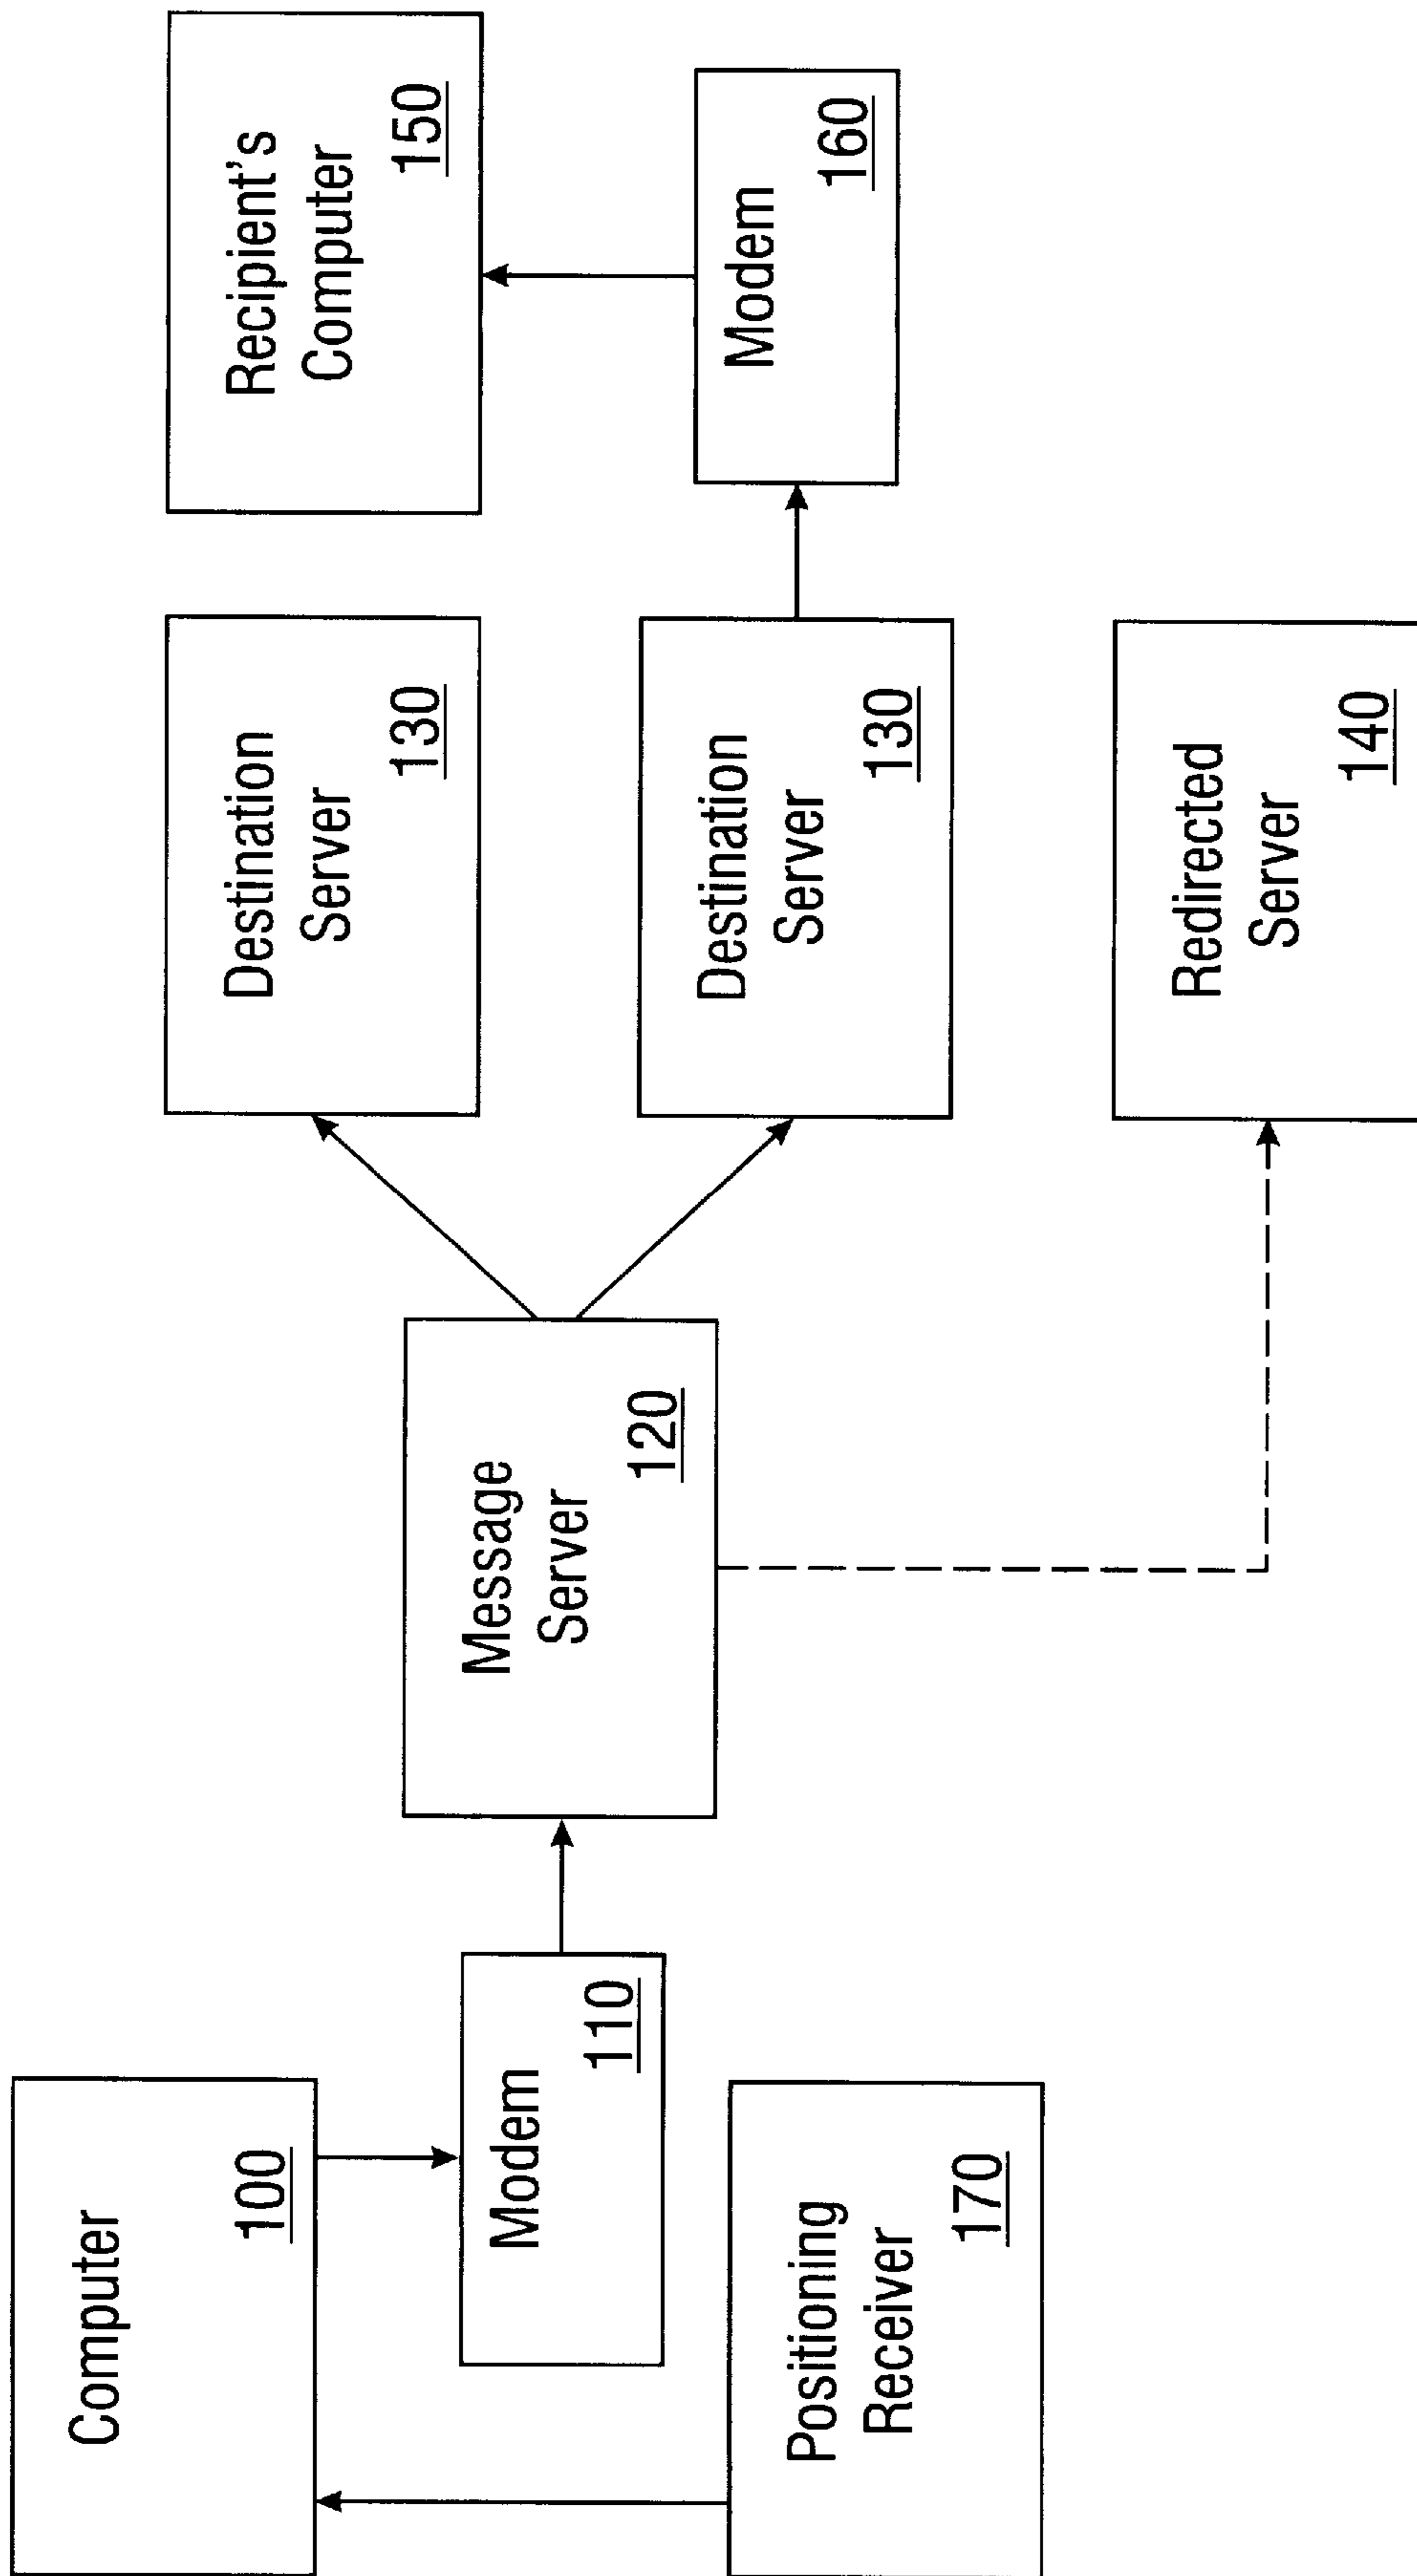 Computer
100
Modem
110
Positioning
Receiver
170
Message
Server
120
Destination
Server
130
Destination
Server
130
Redirected
Server
140
Recipient's
Computer
150
Modem
160